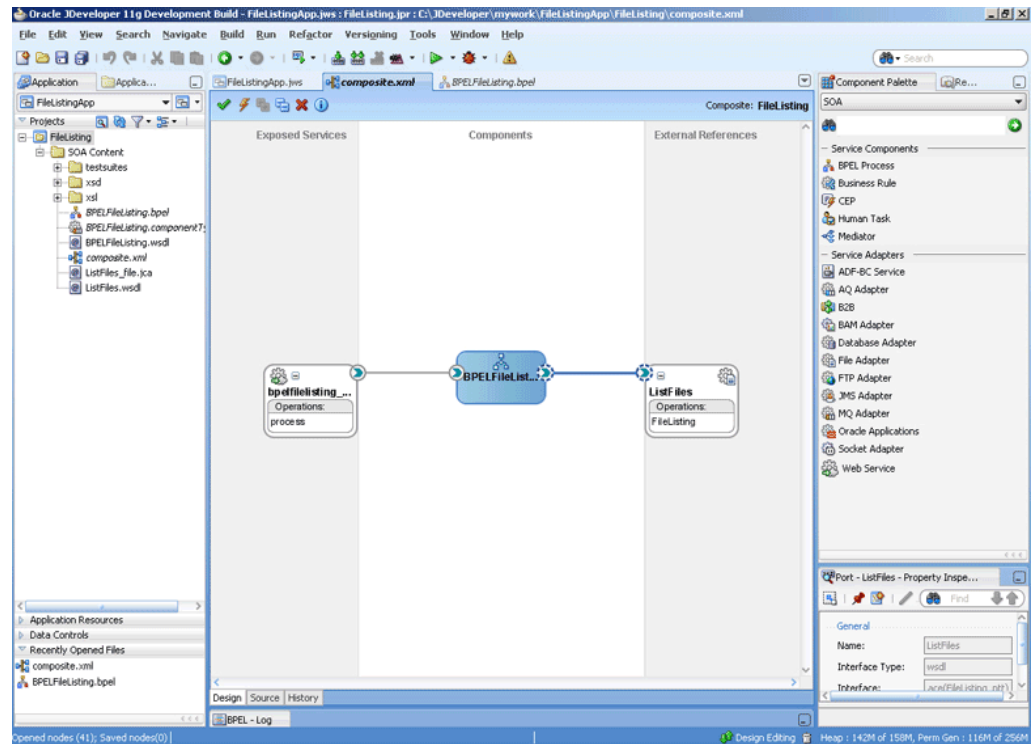 Oracle JDeveloper 11g Development Build - FileListingApp.jws : FileListing.jpr : C:\JDeveloper\mywork\FileListingApp\FileListing\composite.xml
File Edit View Search Navigate Build Run Refactor Versioning Tools Window Help
Search
Application Applica...
FileListingApp
Projects
FileListing
SOA Content
testsuites
xsd
xsl
BPELFileListing.bpel
BPELFileListing.componentTy
BPELFileListing.wsdl
composite.xml
ListFiles_file.jca
ListFiles.wsdl
Application Resources
Data Controls
Recently Opened Files
composite.xml
BPELFileListing.bpel
FileListingApp.jws composite.xml BPELFileListing.bpel
Composite: FileListing
Exposed Services Components External References
bpelfilelisting_...
Operations:
process
BPELFileList...
ListFiles
Operations:
FileListing
Design Source History
BPEL - Log
Component Palette Re...
SOA
Service Components
BPEL Process
Business Rule
CEP
Human Task
Mediator
Service Adapters
ADF-BC Service
AQ Adapter
B2B
BAM Adapter
Database Adapter
File Adapter
FTP Adapter
JMS Adapter
MQ Adapter
Oracle Applications
Socket Adapter
Web Service
Port - ListFiles - Property Inspe...
Find
General
Name: ListFiles
Interface Type: wsdl
Interface: ace(FileListing_ptt)
Opened nodes (41); Saved nodes(0)
Design Editing
Heap : 142M of 158M, Perm Gen : 116M of 256M